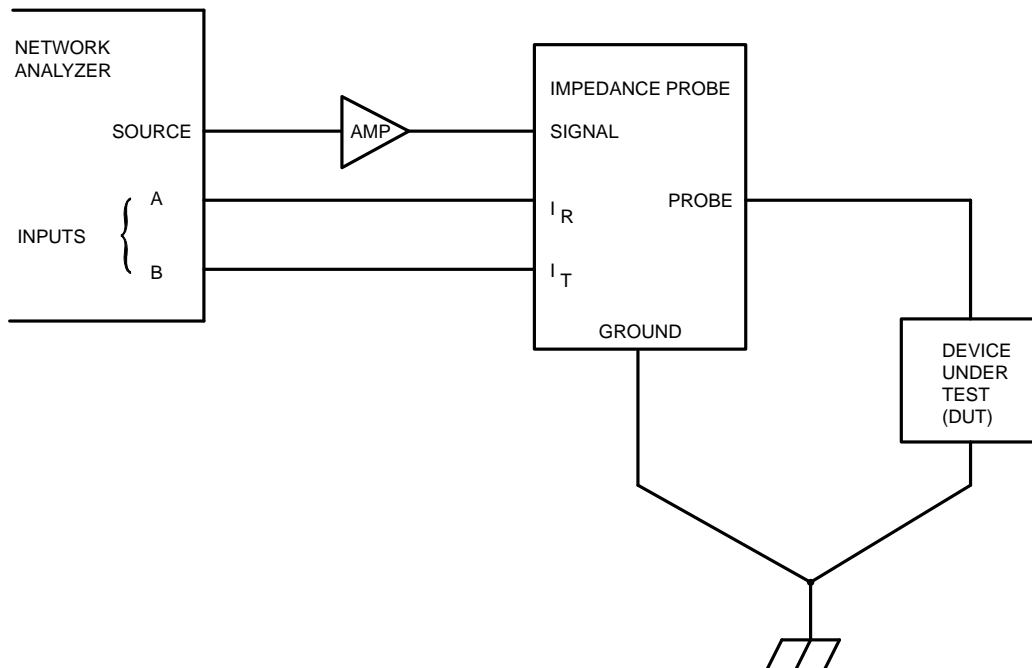 NETWORK
ANALYZER
SOURCE
A
INPUTS
B
AMP
IMPEDANCE PROBE
SIGNAL
I R
PROBE
I T
GROUND
DEVICE
UNDER
TEST
(DUT)